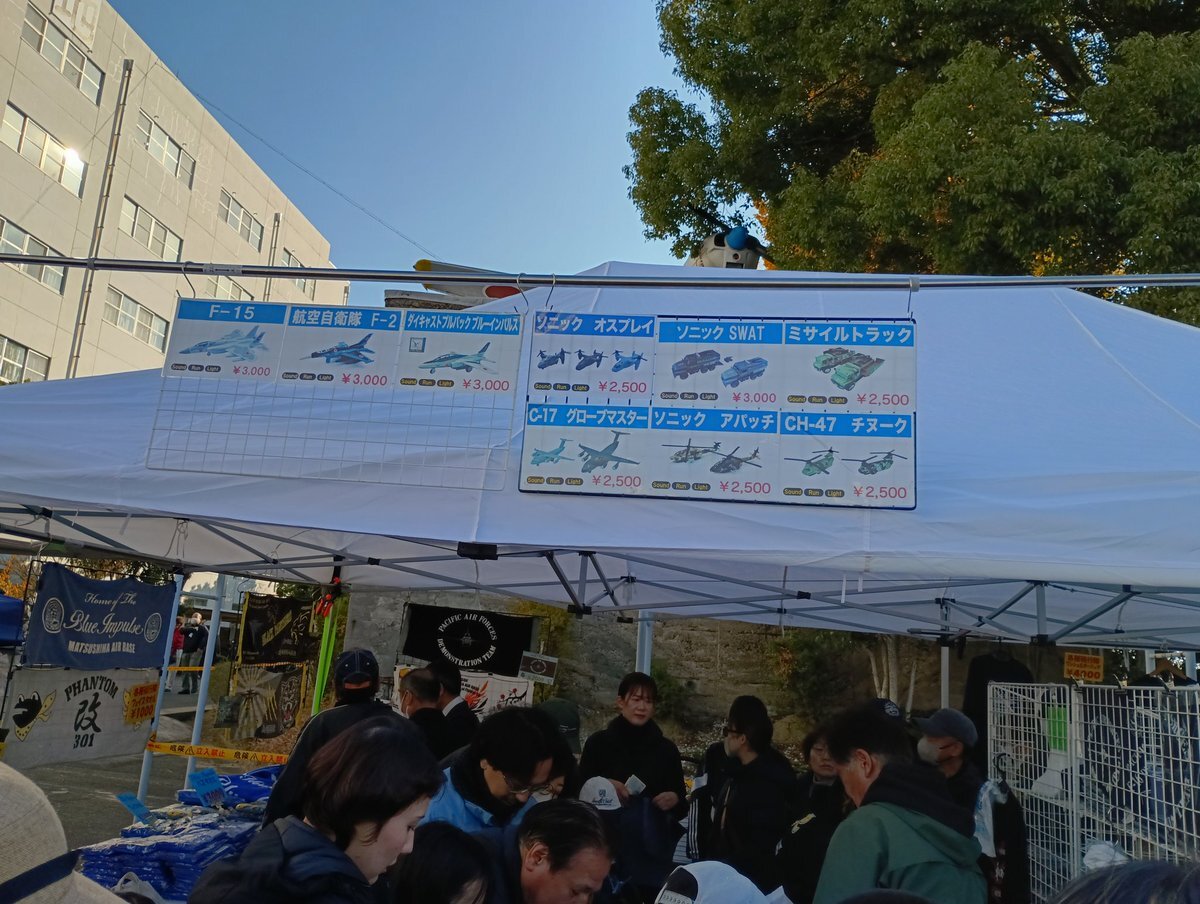 F-15
Sound Run Light
¥3,000
航空自衛隊 F-2
Sound Run Light
¥3,000
ダイキャストプルバック ブルーインパルス
Sound Run Light
¥3,000
ソニック オスプレイ
Sound Run Light
¥2,500
ソニック SWAT
Sound Run Light
¥3,000
ミサイルトラック
Sound Run Light
¥2,500
C-17 グローブマスター
Sound Run Light
¥2,500
ソニック アパッチ
Sound Run Light
¥2,500
CH-47 チヌーク
Sound Run Light
¥2,500
Home of The
Blue Impulse
MATSUSHIMA AIR BASE
PHANTOM
改
301
PACIFIC AIR FORCES
DEMONSTRATION TEAM
危険 立入禁止